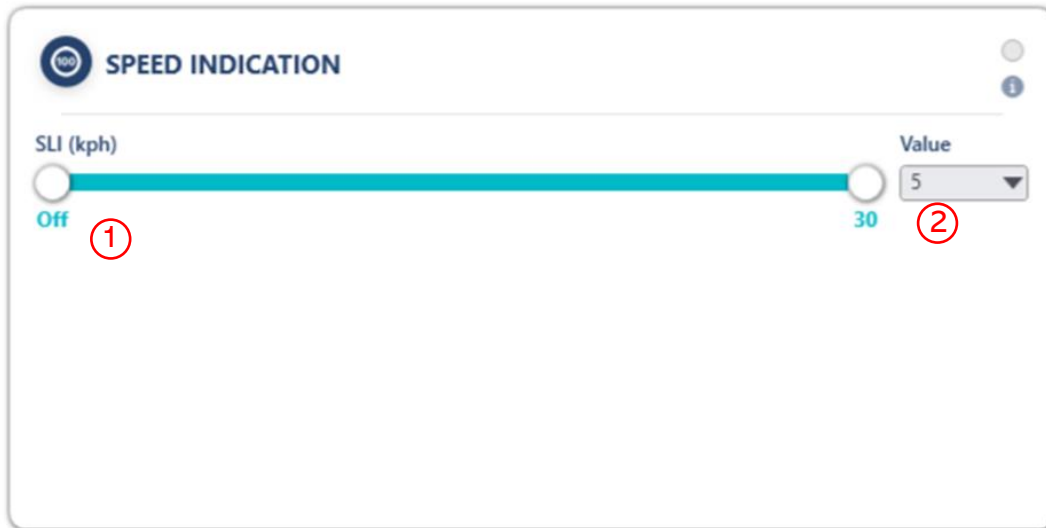 100 SPEED INDICATION
i
SLI (kph) Value
5
Off 1 30 2